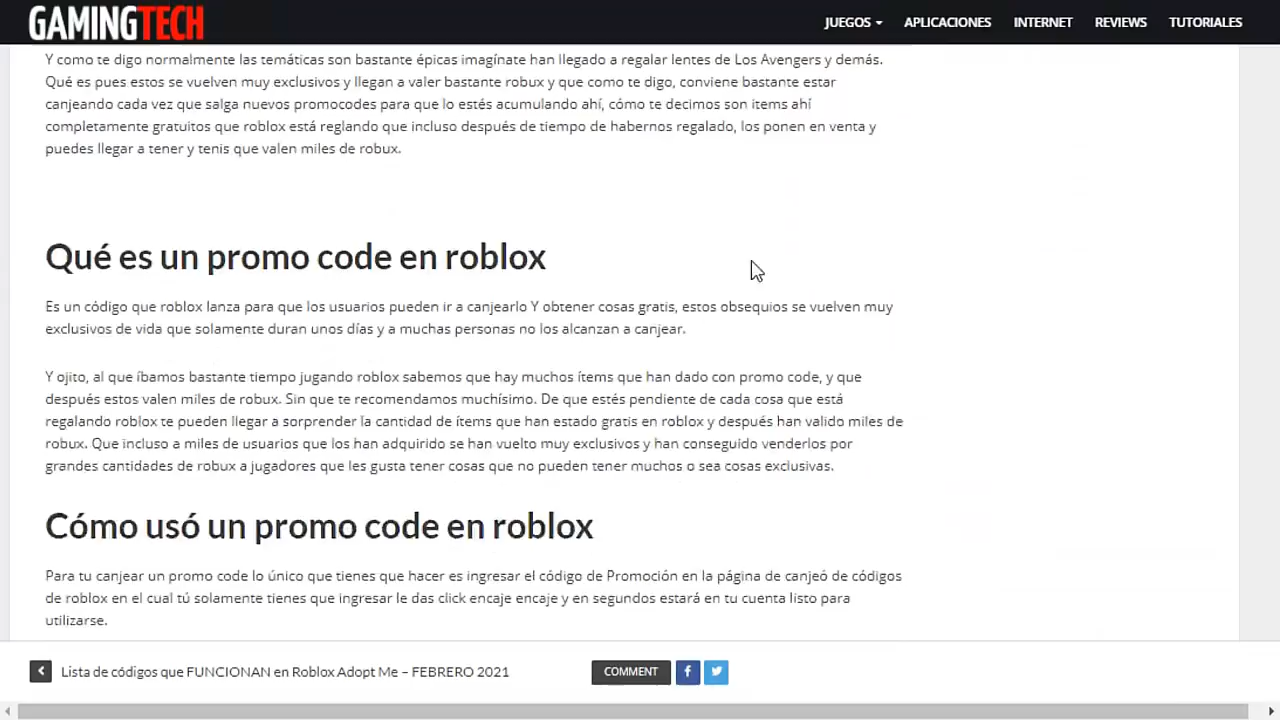 GAMINGTECH
JUEGOS
APLICACIONES
INTERNET
REVIEWS
TUTORIALES
Y como te digo normalmente las temáticas son bastante épicas imagínate han llegado a regalar lentes de Los Avengers y demás.
Qué es pues estos se vuelven muy exclusivos y llegan a valer bastante robux y que como te digo, conviene bastante estar
canjeando cada vez que salga nuevos promocodes para que lo estés acumulando ahí, cómo te decimos son items ahí
completamente gratuitos que roblox está reglando que incluso después de tiempo de habernos regalado, los ponen en venta y
puedes llegar a tener y tenis que valen miles de robux.
Qué es un promo code en roblox
Es un código que roblox lanza para que los usuarios pueden ir a canjearlo Y obtener cosas gratis, estos obsequios se vuelven muy
exclusivos de vida que solamente duran unos días y a muchas personas no los alcanzan a canjear.
Y ojito, al que íbamos bastante tiempo jugando roblox sabemos que hay muchos ítems que han dado con promo code, y que
después estos valen miles de robux. Sin que te recomendamos muchísimo. De que estés pendiente de cada cosa que está
regalando roblox te pueden llegar a sorprender la cantidad de ítems que han estado gratis en roblox y después han valido miles de
robux. Que incluso a miles de usuarios que los han adquirido se han vuelto muy exclusivos y han conseguido venderlos por
grandes cantidades de robux a jugadores que les gusta tener cosas que no pueden tener muchos o sea cosas exclusivas.
Cómo usó un promo code en roblox
Para tu canjear un promo code lo único que tienes que hacer es ingresar el código de Promoción en la página de canjeó de códigos
de roblox en el cual tú solamente tienes que ingresar le das click encaje encaje y en segundos estará en tu cuenta listo para
utilizarse.
Lista de códigos que FUNCIONAN en Roblox Adopt Me – FEBRERO 2021
COMMENT